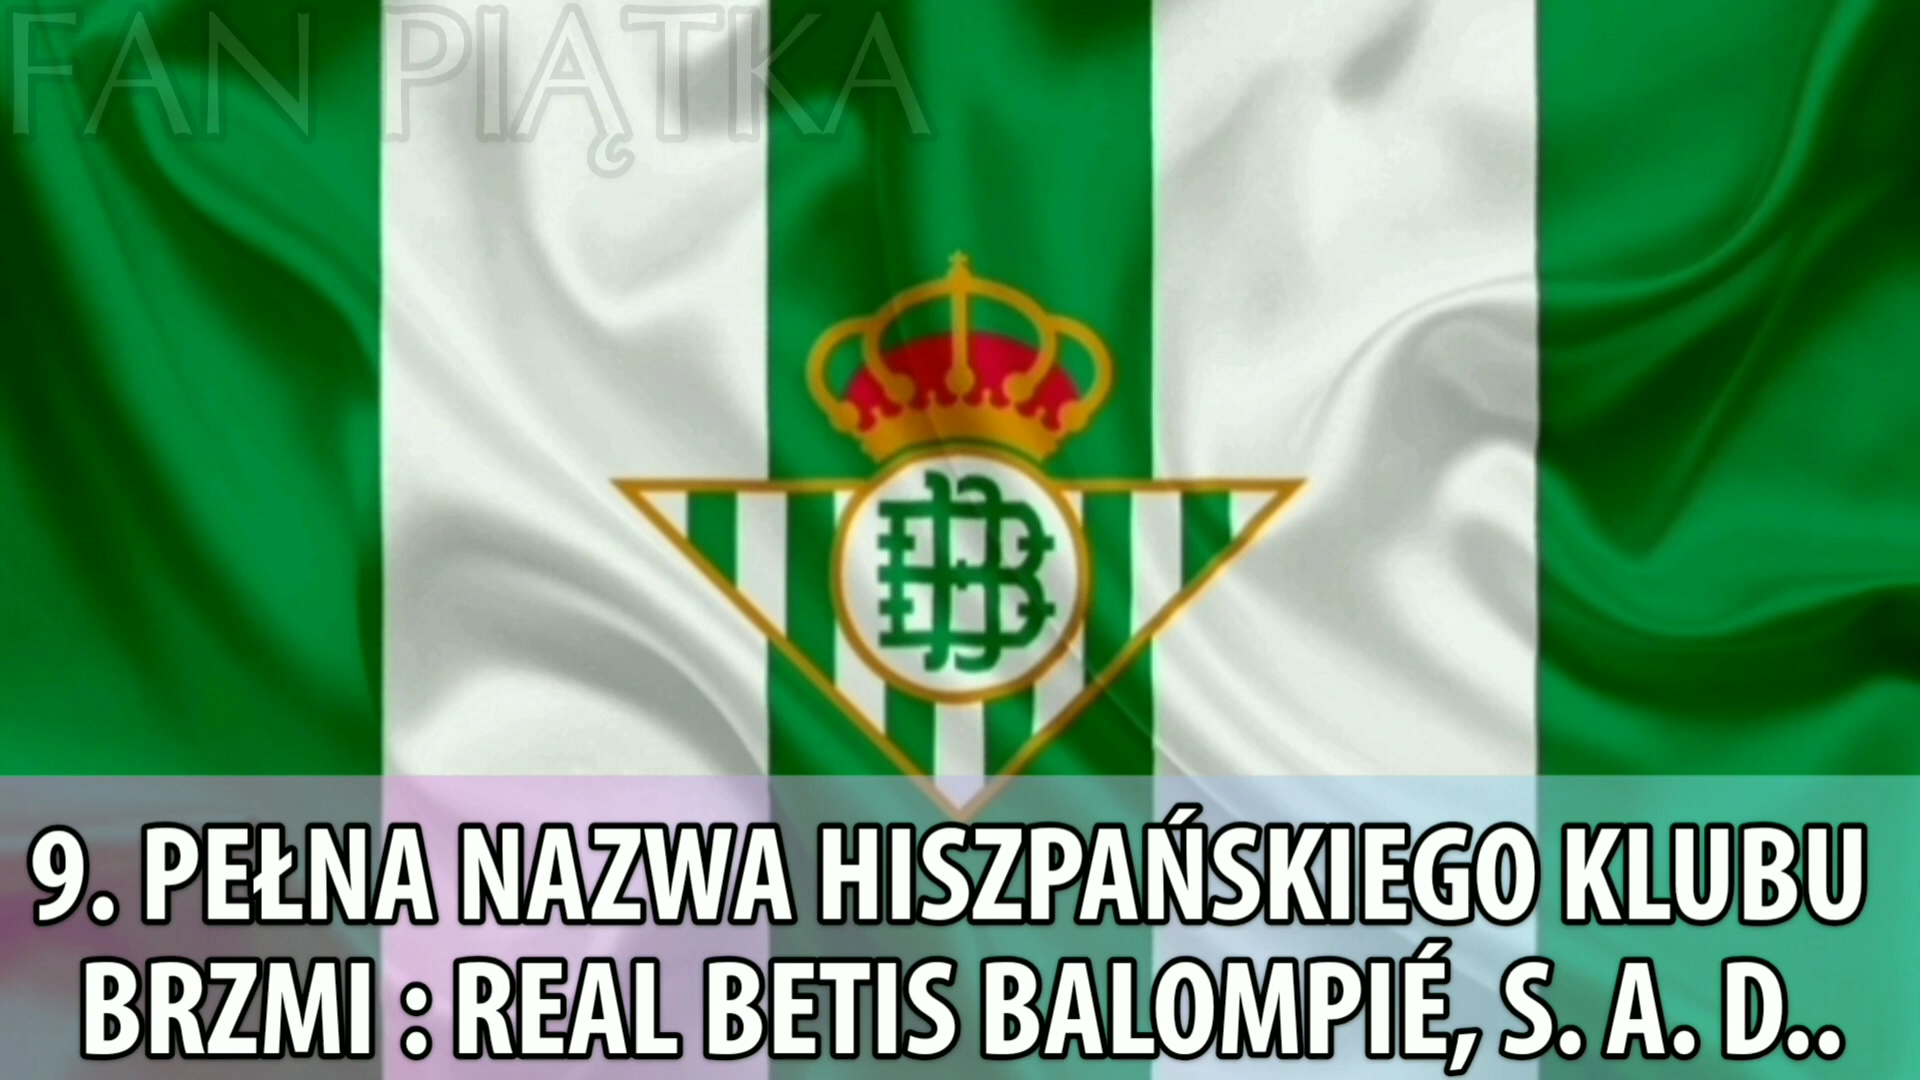 FAN PIĄTKA
9. PEŁNA NAZWA HISZPAŃSKIEGO KLUBU
BRZMI : REAL BETIS BALOMPIÉ, S. A. D..